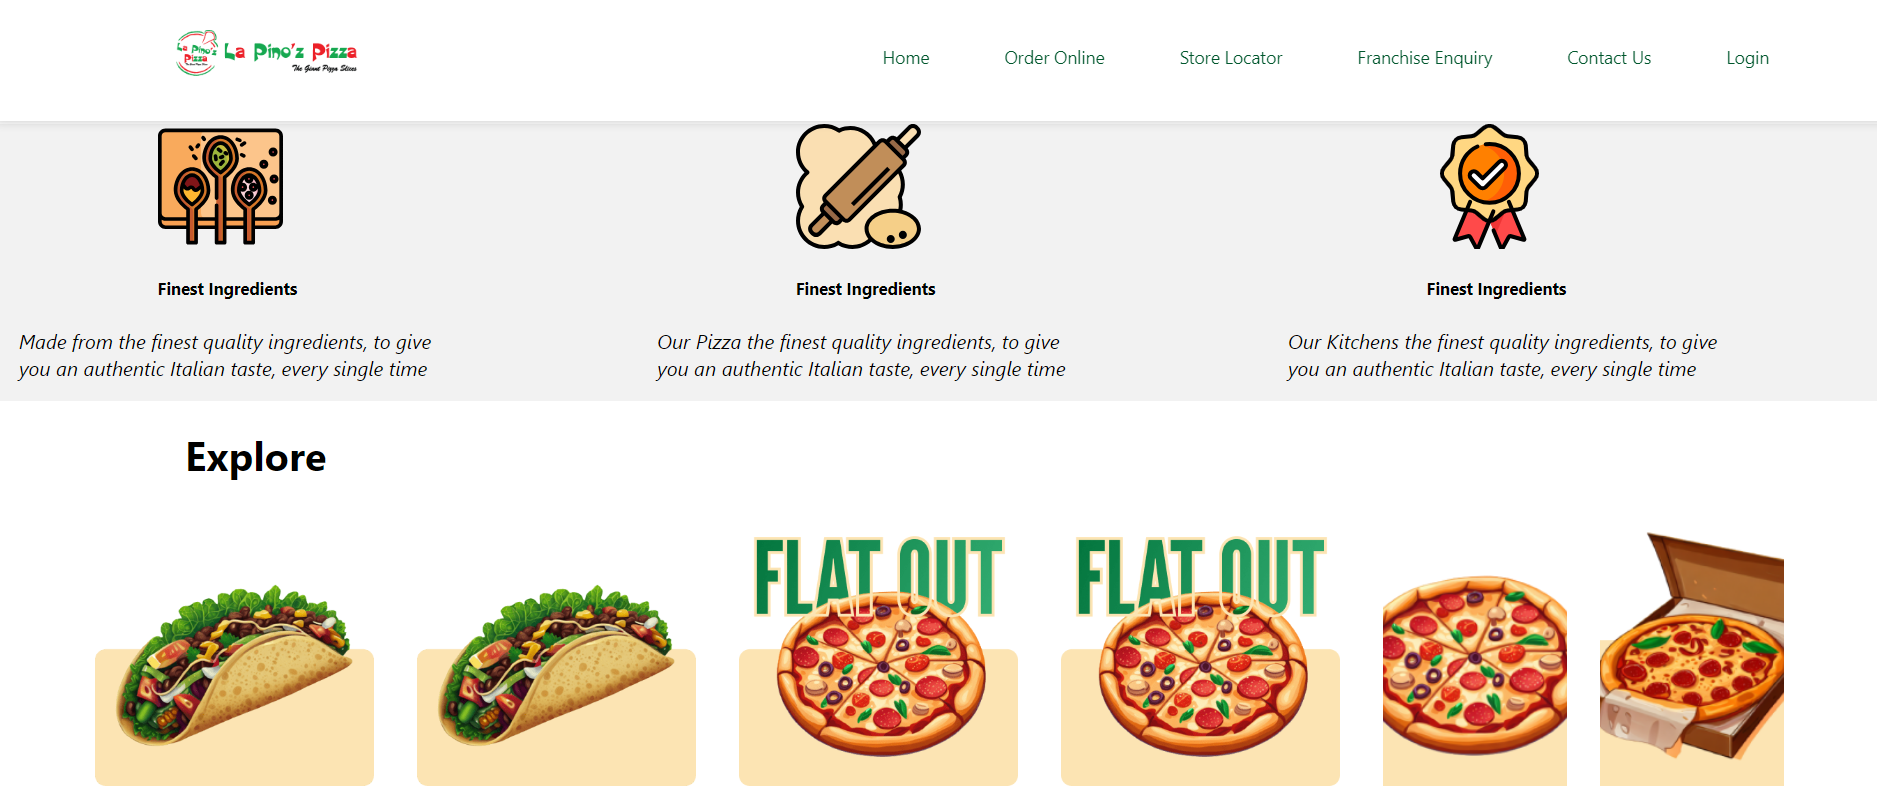 La Pino'z Pizza
La Pino'z Pizza
The Giant Pizza Slices
Home Order Online Store Locator Franchise Enquiry Contact Us Login
Finest Ingredients
Made from the finest quality ingredients, to give
you an authentic Italian taste, every single time
Finest Ingredients
Our Pizza the finest quality ingredients, to give
you an authentic Italian taste, every single time
Finest Ingredients
Our Kitchens the finest quality ingredients, to give
you an authentic Italian taste, every single time
Explore
FLAT OUT
FLAT OUT